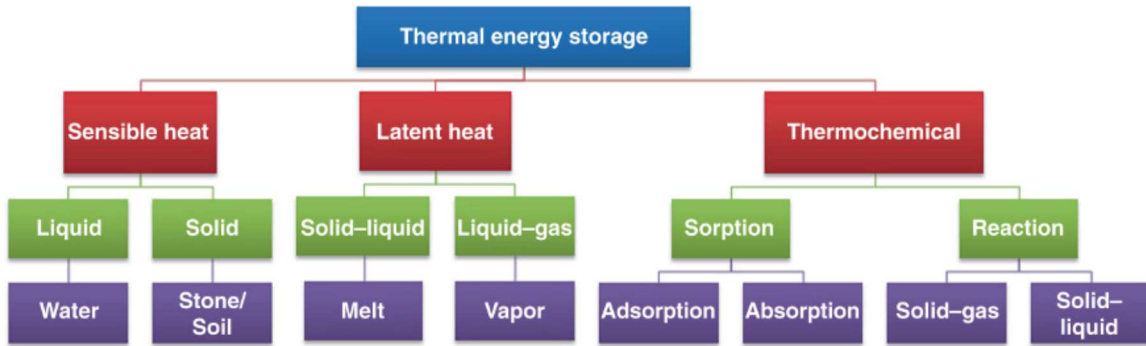 Thermal energy storage
Sensible heat
Latent heat
Thermochemical
Liquid
Solid
Solid–liquid
Liquid–gas
Sorption
Reaction
Water
Stone/
Soil
Melt
Vapor
Adsorption
Absorption
Solid–gas
Solid–
liquid